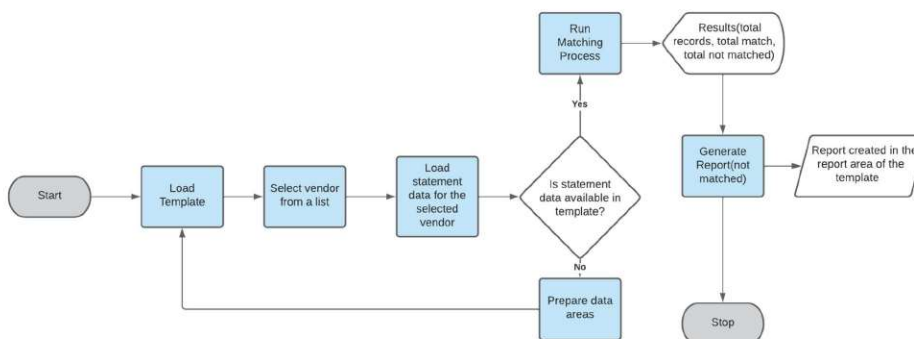 Start
Load
Template
Select vendor
from a list
Load
statement
data for the
selected
vendor
Is statement
data available in
template?
Yes
Run
Matching
Process
Results(total
records, total match,
total not matched)
No
Prepare data
areas
Generate
Report(not
matched)
Report created in the
report area of the
template
Stop